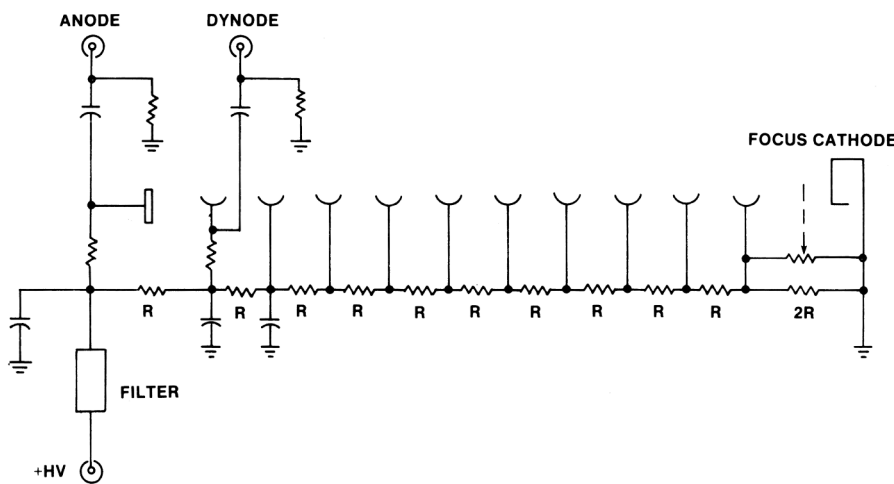 ANODE DYNODE
FOCUS CATHODE
R R R R R R R R R R 2R
FILTER
+HV